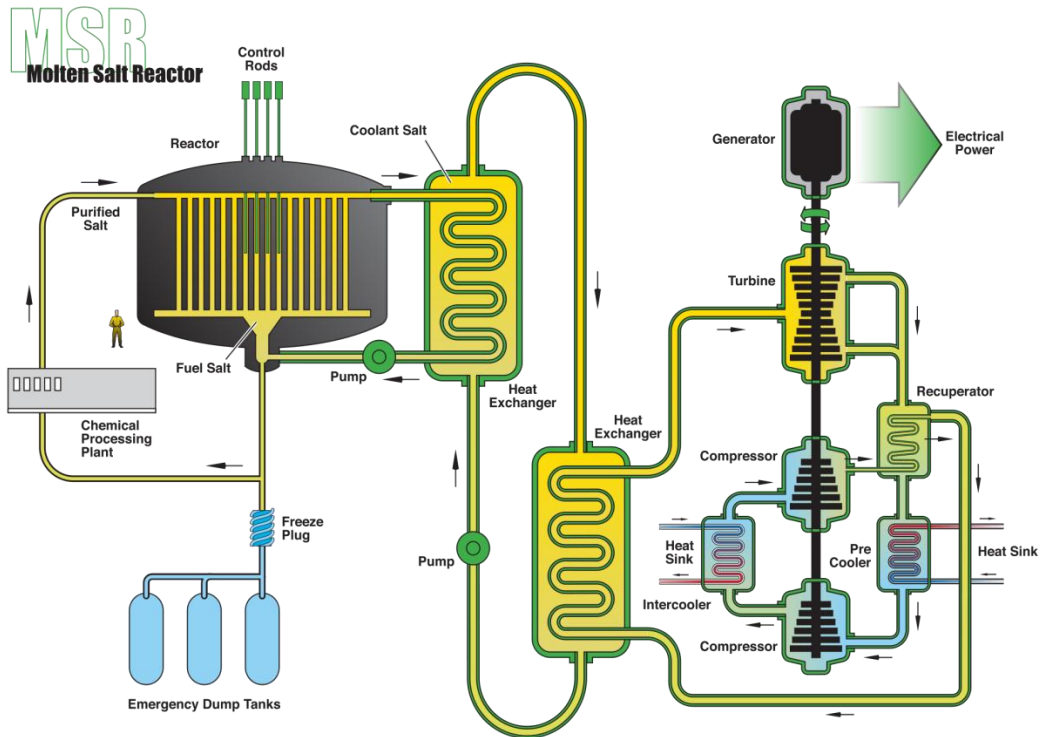 MSR
Molten Salt Reactor
Control
Rods
Reactor
Coolant Salt
Purified
Salt
Fuel Salt
Pump
Heat
Exchanger
Chemical
Processing
Plant
Freeze
Plug
Emergency Dump Tanks
Pump
Heat
Exchanger
Generator
Electrical
Power
Turbine
Recuperator
Compressor
Heat
Sink
Intercooler
Pre
Cooler
Heat Sink
Compressor